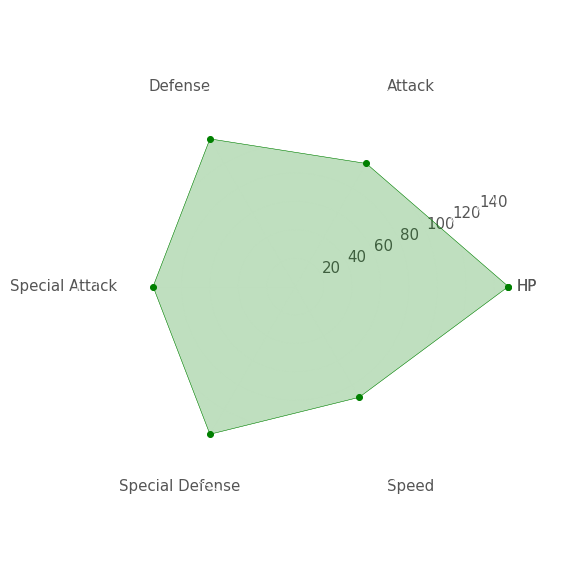 Defense
Attack
140
120
100
80
60
40
20
Special Attack
HP
Special Defense
Speed